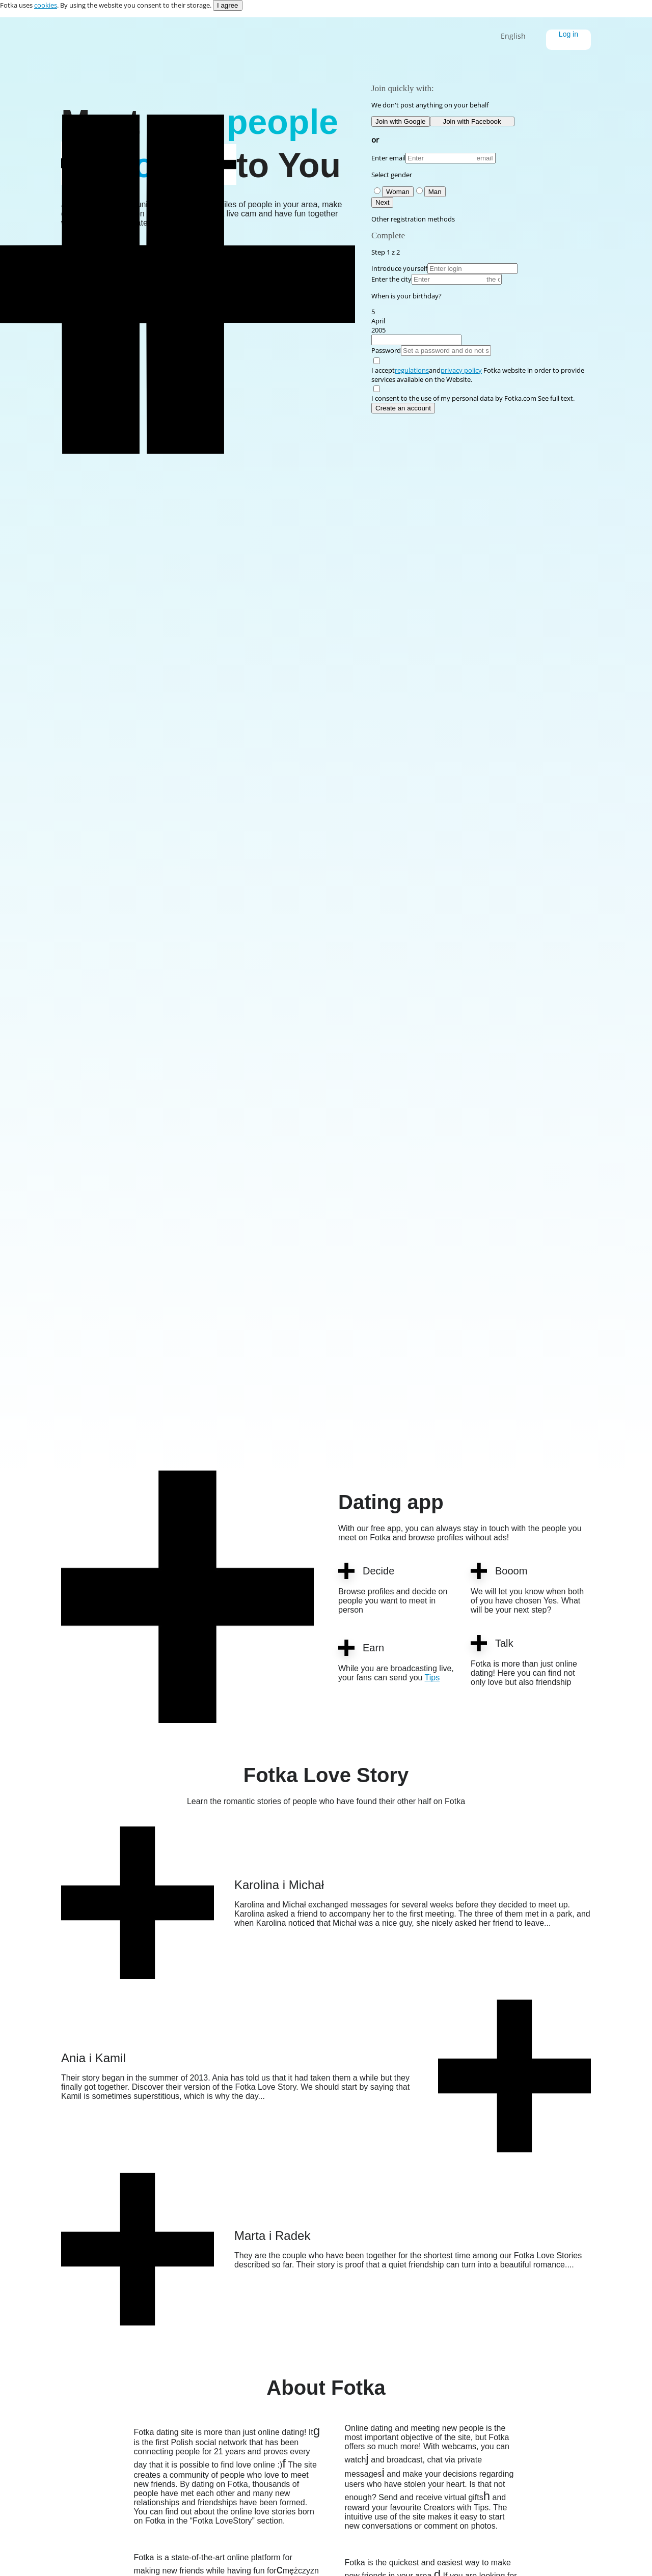 Fotka uses cookies. By using the website you consent to their storage. I agree
English
Log in
people
to You
files of people in your area, make
live cam and have fun together
Join quickly with:
We don't post anything on your behalf
Join with Google Join with Facebook
or
Enter email Enter email
Select gender
Woman Man
Next
Other registration methods
Complete
Step 1 z 2
Introduce yourself Enter login
Enter the city Enter the c
When is your birthday?
5
April
2005
Password Set a password and do not s
I accept regulations and privacy policy Fotka website in order to provide
services available on the Website.
I consent to the use of my personal data by Fotka.com See full text.
Create an account
Dating app
With our free app, you can always stay in touch with the people you
meet on Fotka and browse profiles without ads!
Decide
Browse profiles and decide on
people you want to meet in
person
Booom
We will let you know when both
of you have chosen Yes. What
will be your next step?
Earn
While you are broadcasting live,
your fans can send you Tips
Talk
Fotka is more than just online
dating! Here you can find not
only love but also friendship
Fotka Love Story
Learn the romantic stories of people who have found their other half on Fotka
Karolina i Michał
Karolina and Michał exchanged messages for several weeks before they decided to meet up.
Karolina asked a friend to accompany her to the first meeting. The three of them met in a park, and
when Karolina noticed that Michał was a nice guy, she nicely asked her friend to leave...
Ania i Kamil
Their story began in the summer of 2013. Ania has told us that it had taken them a while but they
finally got together. Discover their version of the Fotka Love Story. We should start by saying that
Kamil is sometimes superstitious, which is why the day...
Marta i Radek
They are the couple who have been together for the shortest time among our Fotka Love Stories
described so far. Their story is proof that a quiet friendship can turn into a beautiful romance....
About Fotka
Fotka dating site is more than just online dating! Itg
is the first Polish social network that has been
connecting people for 21 years and proves every
day that it is possible to find love online :)f The site
creates a community of people who love to meet
new friends. By dating on Fotka, thousands of
people have met each other and many new
relationships and friendships have been formed.
You can find out about the online love stories born
on Fotka in the “Fotka LoveStory” section.
Online dating and meeting new people is the
most important objective of the site, but Fotka
offers so much more! With webcams, you can
watchj and broadcast, chat via private
messagesi and make your decisions regarding
users who have stolen your heart. Is that not
enough? Send and receive virtual giftsh and
reward your favourite Creators with Tips. The
intuitive use of the site makes it easy to start
new conversations or comment on photos.
Fotka is a state-of-the-art online platform for
making new friends while having fun forcmężczyzn
Fotka is the quickest and easiest way to make
new friends in your area.d If you are looking for